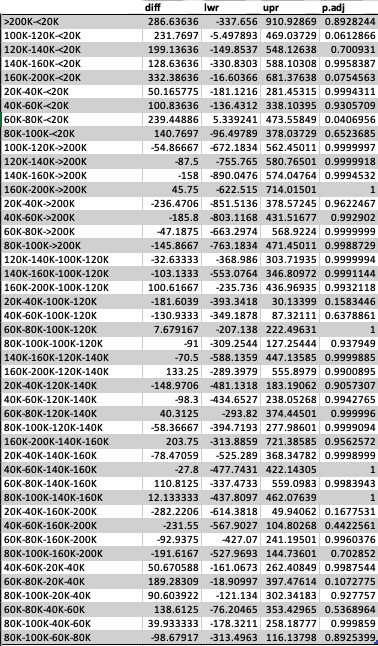 diff lwr upr p.adj
>200K-<20K 286.63636 -337.656 910.92869 0.8928244
100K-120K-<20K 231.7697 -5.497893 469.03729 0.0612866
120K-140K-<20K 199.13636 -149.8537 548.12638 0.700931
140K-160K-<20K 128.63636 -330.8303 588.10308 0.9958387
160K-200K-<20K 332.38636 -16.60366 681.37638 0.0754563
20K-40K-<20K 50.165775 -181.1216 281.45315 0.9994311
40K-60K-<20K 100.83636 -136.4312 338.10395 0.9305709
60K-80K-<20K 239.44886 5.339241 473.55849 0.0406956
80K-100K-<20K 140.7697 -96.49789 378.03729 0.6523685
100K-120K->200K -54.86667 -672.1834 562.45011 0.9999997
120K-140K->200K -87.5 -755.765 580.76501 0.9999918
140K-160K->200K -158 -890.0476 574.04764 0.9994532
160K-200K->200K 45.75 -622.515 714.01501 1
20K-40K->200K -236.4706 -851.5136 378.57245 0.9622467
40K-60K->200K -185.8 -803.1168 431.51677 0.992902
60K-80K->200K -47.1875 -663.2974 568.9224 0.9999999
80K-100K->200K -145.8667 -763.1834 471.45011 0.9988729
120K-140K-100K-120K -32.63333 -368.986 303.71935 0.9999994
140K-160K-100K-120K -103.1333 -553.0764 346.80972 0.9991144
160K-200K-100K-120K 100.61667 -235.736 436.96935 0.9932118
20K-40K-100K-120K -181.6039 -393.3418 30.13399 0.1583446
40K-60K-100K-120K -130.9333 -349.1878 87.32111 0.6378861
60K-80K-100K-120K 7.679167 -207.138 222.49631 1
80K-100K-100K-120K -91 -309.2544 127.25444 0.937949
140K-160K-120K-140K -70.5 -588.1359 447.13585 0.9999885
160K-200K-120K-140K 133.25 -289.3979 555.8979 0.9900895
20K-40K-120K-140K -148.9706 -481.1318 183.19062 0.9057307
40K-60K-120K-140K -98.3 -434.6527 238.05268 0.9942765
60K-80K-120K-140K 40.3125 -293.82 374.44501 0.999996
80K-100K-120K-140K -58.36667 -394.7193 277.98601 0.9999094
160K-200K-140K-160K 203.75 -313.8859 721.38585 0.9562572
20K-40K-140K-160K -78.47059 -525.289 368.34782 0.9998999
40K-60K-140K-160K -27.8 -477.7431 422.14305 1
60K-80K-140K-160K 110.8125 -337.4733 559.0983 0.9983943
80K-100K-140K-160K 12.133333 -437.8097 462.07639 1
20K-40K-160K-200K -282.2206 -614.3818 49.94062 0.1677531
40K-60K-160K-200K -231.55 -567.9027 104.80268 0.4422561
60K-80K-160K-200K -92.9375 -427.07 241.19501 0.9960376
80K-100K-160K-200K -191.6167 -527.9693 144.73601 0.702852
40K-60K-20K-40K 50.670588 -161.0673 262.40849 0.9987544
60K-80K-20K-40K 189.28309 -18.90997 397.47614 0.1072775
80K-100K-20K-40K 90.603922 -121.134 302.34183 0.927757
60K-80K-40K-60K 138.6125 -76.20465 353.42965 0.5368964
80K-100K-40K-60K 39.933333 -178.3211 258.18777 0.999859
80K-100K-60K-80K -98.67917 -313.4963 116.13798 0.8925399